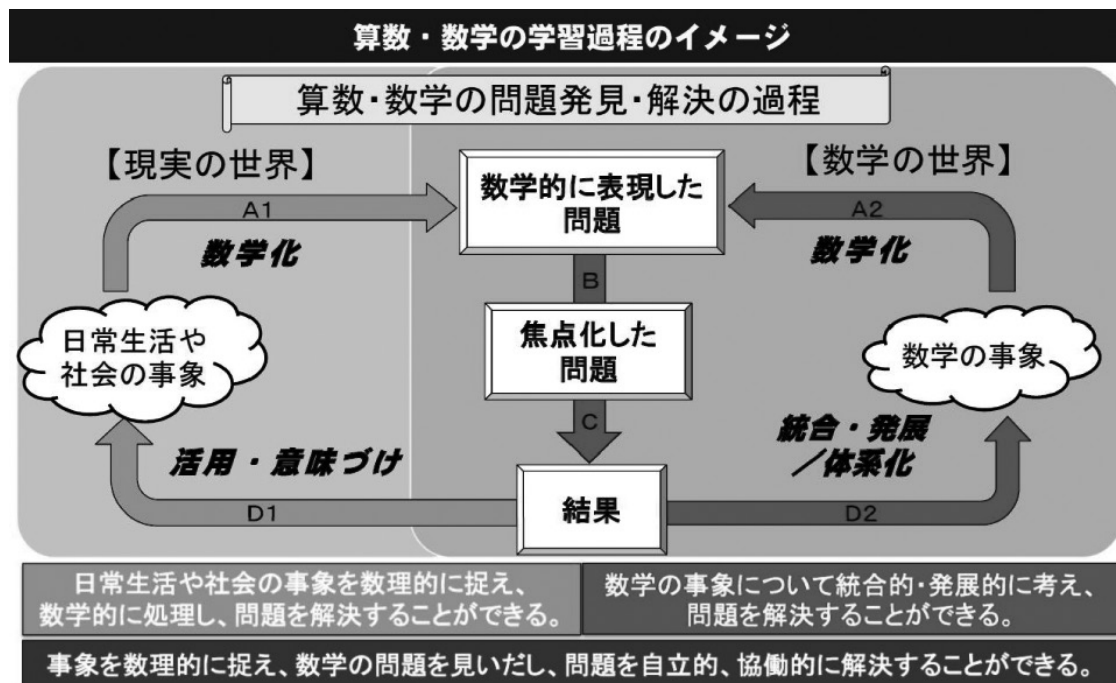 算数・数学の学習過程のイメージ
算数・数学の問題発見・解決の過程
【現実の世界】
【数学の世界】
数学的に表現した
問題
A1
A2
数学化
数学化
B
日常生活や
社会の事象
焦点化した
問題
数学の事象
C
活用・意味づけ
統合・発展
／体系化
結果
D1
D2
日常生活や社会の事象を数理的に捉え、
数学的に処理し、問題を解決することができる。
数学の事象について統合的・発展的に考え、
問題を解決することができる。
事象を数理的に捉え、数学の問題を見いだし、問題を自立的、協働的に解決することができる。